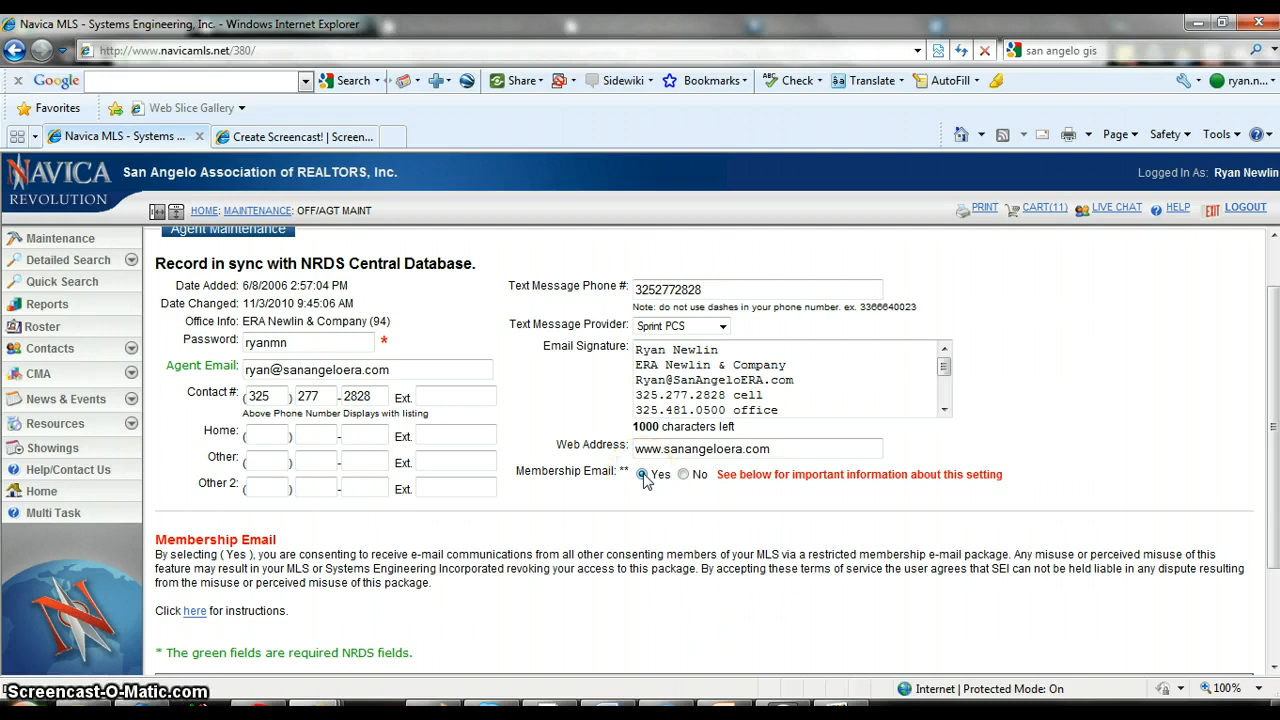 Navica MLS - Systems Engineering, Inc. - Windows Internet Explorer
http://www.navicamls.net/380/
san angelo gis
x Google Search Share Sidewiki Bookmarks Check Translate AutoFill ryan.n...
Favorites Web Slice Gallery
Navica MLS - Systems ... Create Screencast! | Screen... Page Safety Tools
NAVICA
REVOLUTION
San Angelo Association of REALTORS, Inc.
Logged In As: Ryan Newlin
HOME: MAINTENANCE: OFF/AGT MAINT
PRINT CART(11) LIVE CHAT HELP EXIT LOGOUT
Maintenance
Detailed Search
Quick Search
Reports
Roster
Contacts
CMA
News & Events
Resources
Showings
Help/Contact Us
Home
Multi Task
Agent Maintenance
Record in sync with NRDS Central Database.
Date Added: 6/8/2006 2:57:04 PM
Date Changed: 11/3/2010 9:45:06 AM
Office Info: ERA Newlin & Company (94)
Password: ryanmn *
Agent Email: ryan@sanangeloera.com
Contact #: ( 325 ) 277 - 2828 Ext.
Above Phone Number Displays with listing
Home: ( ) - Ext.
Other: ( ) - Ext.
Other 2: ( ) - Ext.
Text Message Phone #: 3252772828
Note: do not use dashes in your phone number. ex. 3366640023
Text Message Provider: Sprint PCS
Email Signature: Ryan Newlin
ERA Newlin & Company
Ryan@SanAngeloERA.com
325.277.2828 cell
325.481.0500 office
1000 characters left
Web Address: www.sanangeloera.com
Membership Email: ** Yes No See below for important information about this setting
Membership Email
By selecting ( Yes ), you are consenting to receive e-mail communications from all other consenting members of your MLS via a restricted membership e-mail package. Any misuse or perceived misuse of this
feature may result in your MLS or Systems Engineering Incorporated revoking your access to this package. By accepting these terms of service the user agrees that SEI can not be held liable in any dispute resulting
from the misuse or perceived misuse of this package.
Click here for instructions.
* The green fields are required NRDS fields.
Screencast-O-Matic.com
Internet | Protected Mode: On
100%